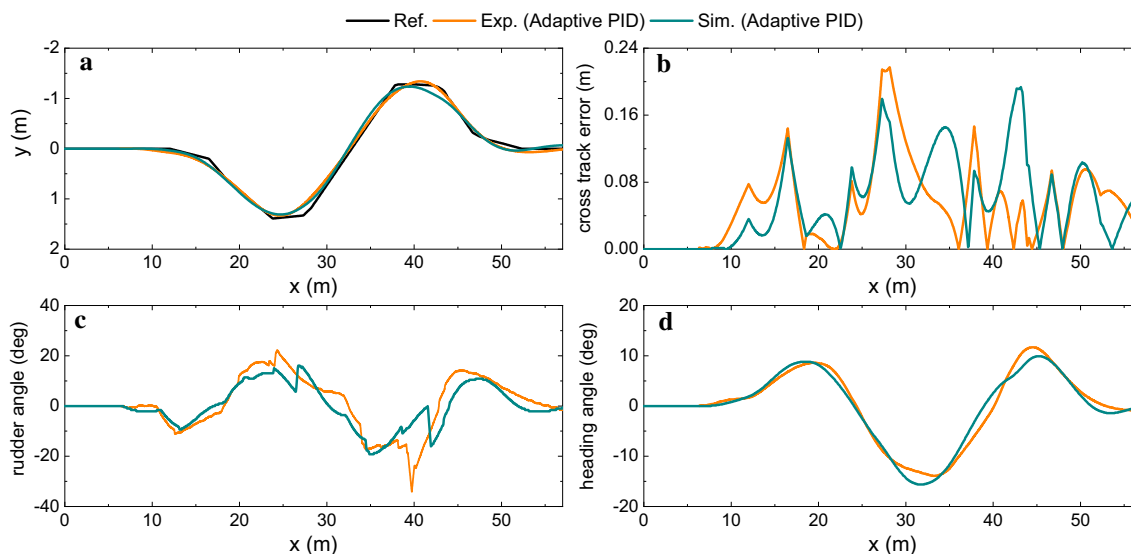 Ref. Exp. (Adaptive PID) Sim. (Adaptive PID)
a
y (m)
-2
-1
0
1
2
0 10 20 30 40 50
x (m)
b
cross track error (m)
0.24
0.16
0.08
0.00
0 10 20 30 40 50
x (m)
c
rudder angle (deg)
40
20
0
-20
-40
0 10 20 30 40 50
x (m)
d
heading angle (deg)
20
10
0
-10
-20
0 10 20 30 40 50
x (m)